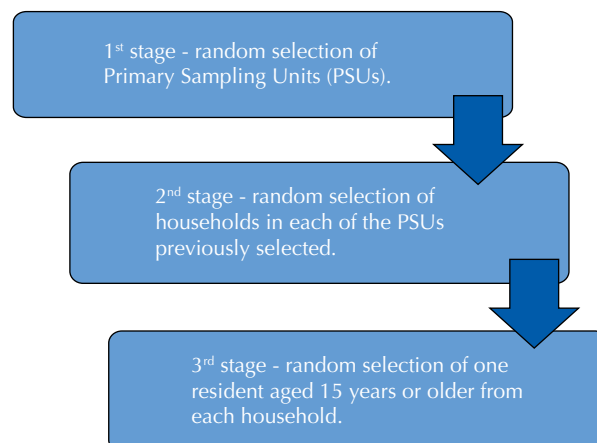 1st stage - random selection of
Primary Sampling Units (PSUs).
2nd stage - random selection of
households in each of the PSUs
previously selected.
3rd stage - random selection of one
resident aged 15 years or older from
each household.